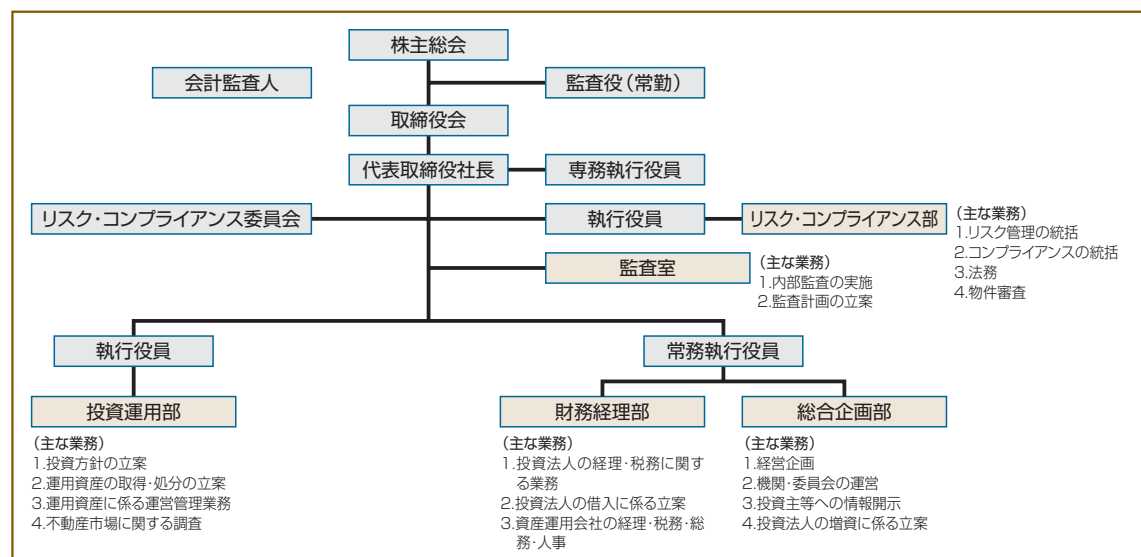 株主総会
会計監査人
監査役(常勤)
取締役会
代表取締役社長
専務執行役員
リスク・コンプライアンス委員会
執行役員
リスク・コンプライアンス部
(主な業務)
1.リスク管理の統括
2.コンプライアンスの統括
3.法務
4.物件審査
監査室
(主な業務)
1.内部監査の実施
2.監査計画の立案
執行役員
常務執行役員
投資運用部
(主な業務)
1.投資方針の立案
2.運用資産の取得・処分の立案
3.運用資産に係る運営管理業務
4.不動産市場に関する調査
財務経理部
(主な業務)
1.投資法人の経理・税務に関す
る業務
2.投資法人の借入に係る立案
3.資産運用会社の経理・税務・総
務・人事
総合企画部
(主な業務)
1.経営企画
2.機関・委員会の運営
3.投資主等への情報開示
4.投資法人の増資に係る立案